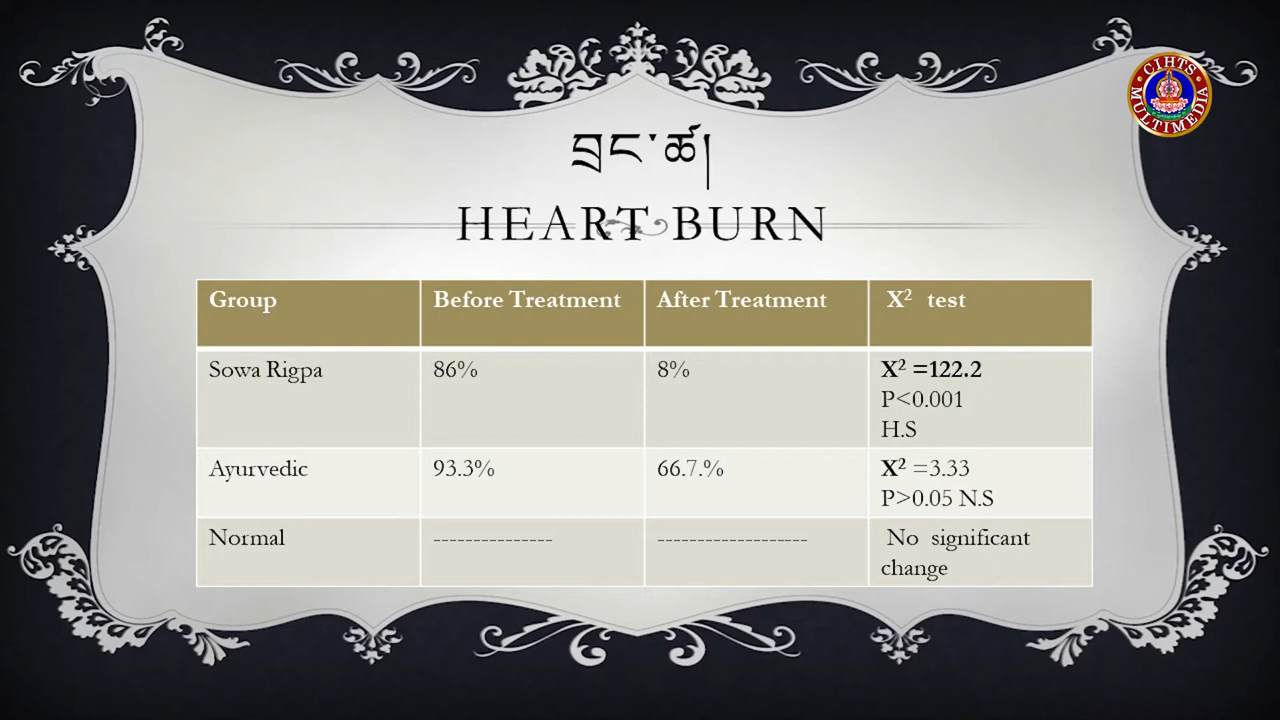 CIHTS
MULTIMEDIA
བྲང་ཚ།
HEART BURN
Group Before Treatment After Treatment X² test
Sowa Rigpa 86% 8% X² =122.2
P<0.001
H.S
Ayurvedic 93.3% 66.7.% X² =3.33
P>0.05 N.S
Normal --------------- ------------------- No significant
change